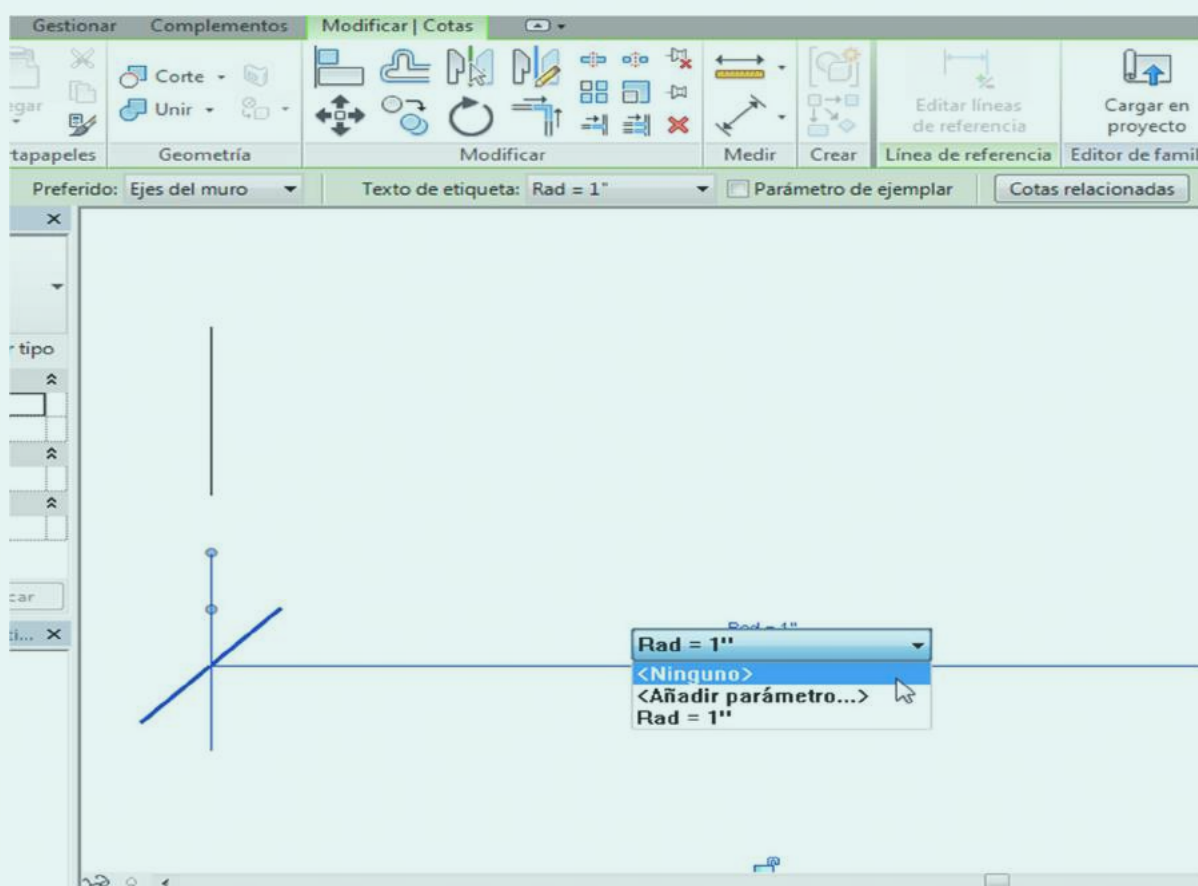 Gestionar Complementos Modificar | Cotas
Corte
Unir
Editar líneas
de referencia
Cargar en
proyecto
Geometría Modificar Medir Crear Línea de referencia Editor de famil
Preferido: Ejes del muro Texto de etiqueta: Rad = 1" Parámetro de ejemplar Cotas relacionadas
tipo
Rad = 1"
Rad = 1"
<Ninguno>
<Añadir parámetro...>
Rad = 1"